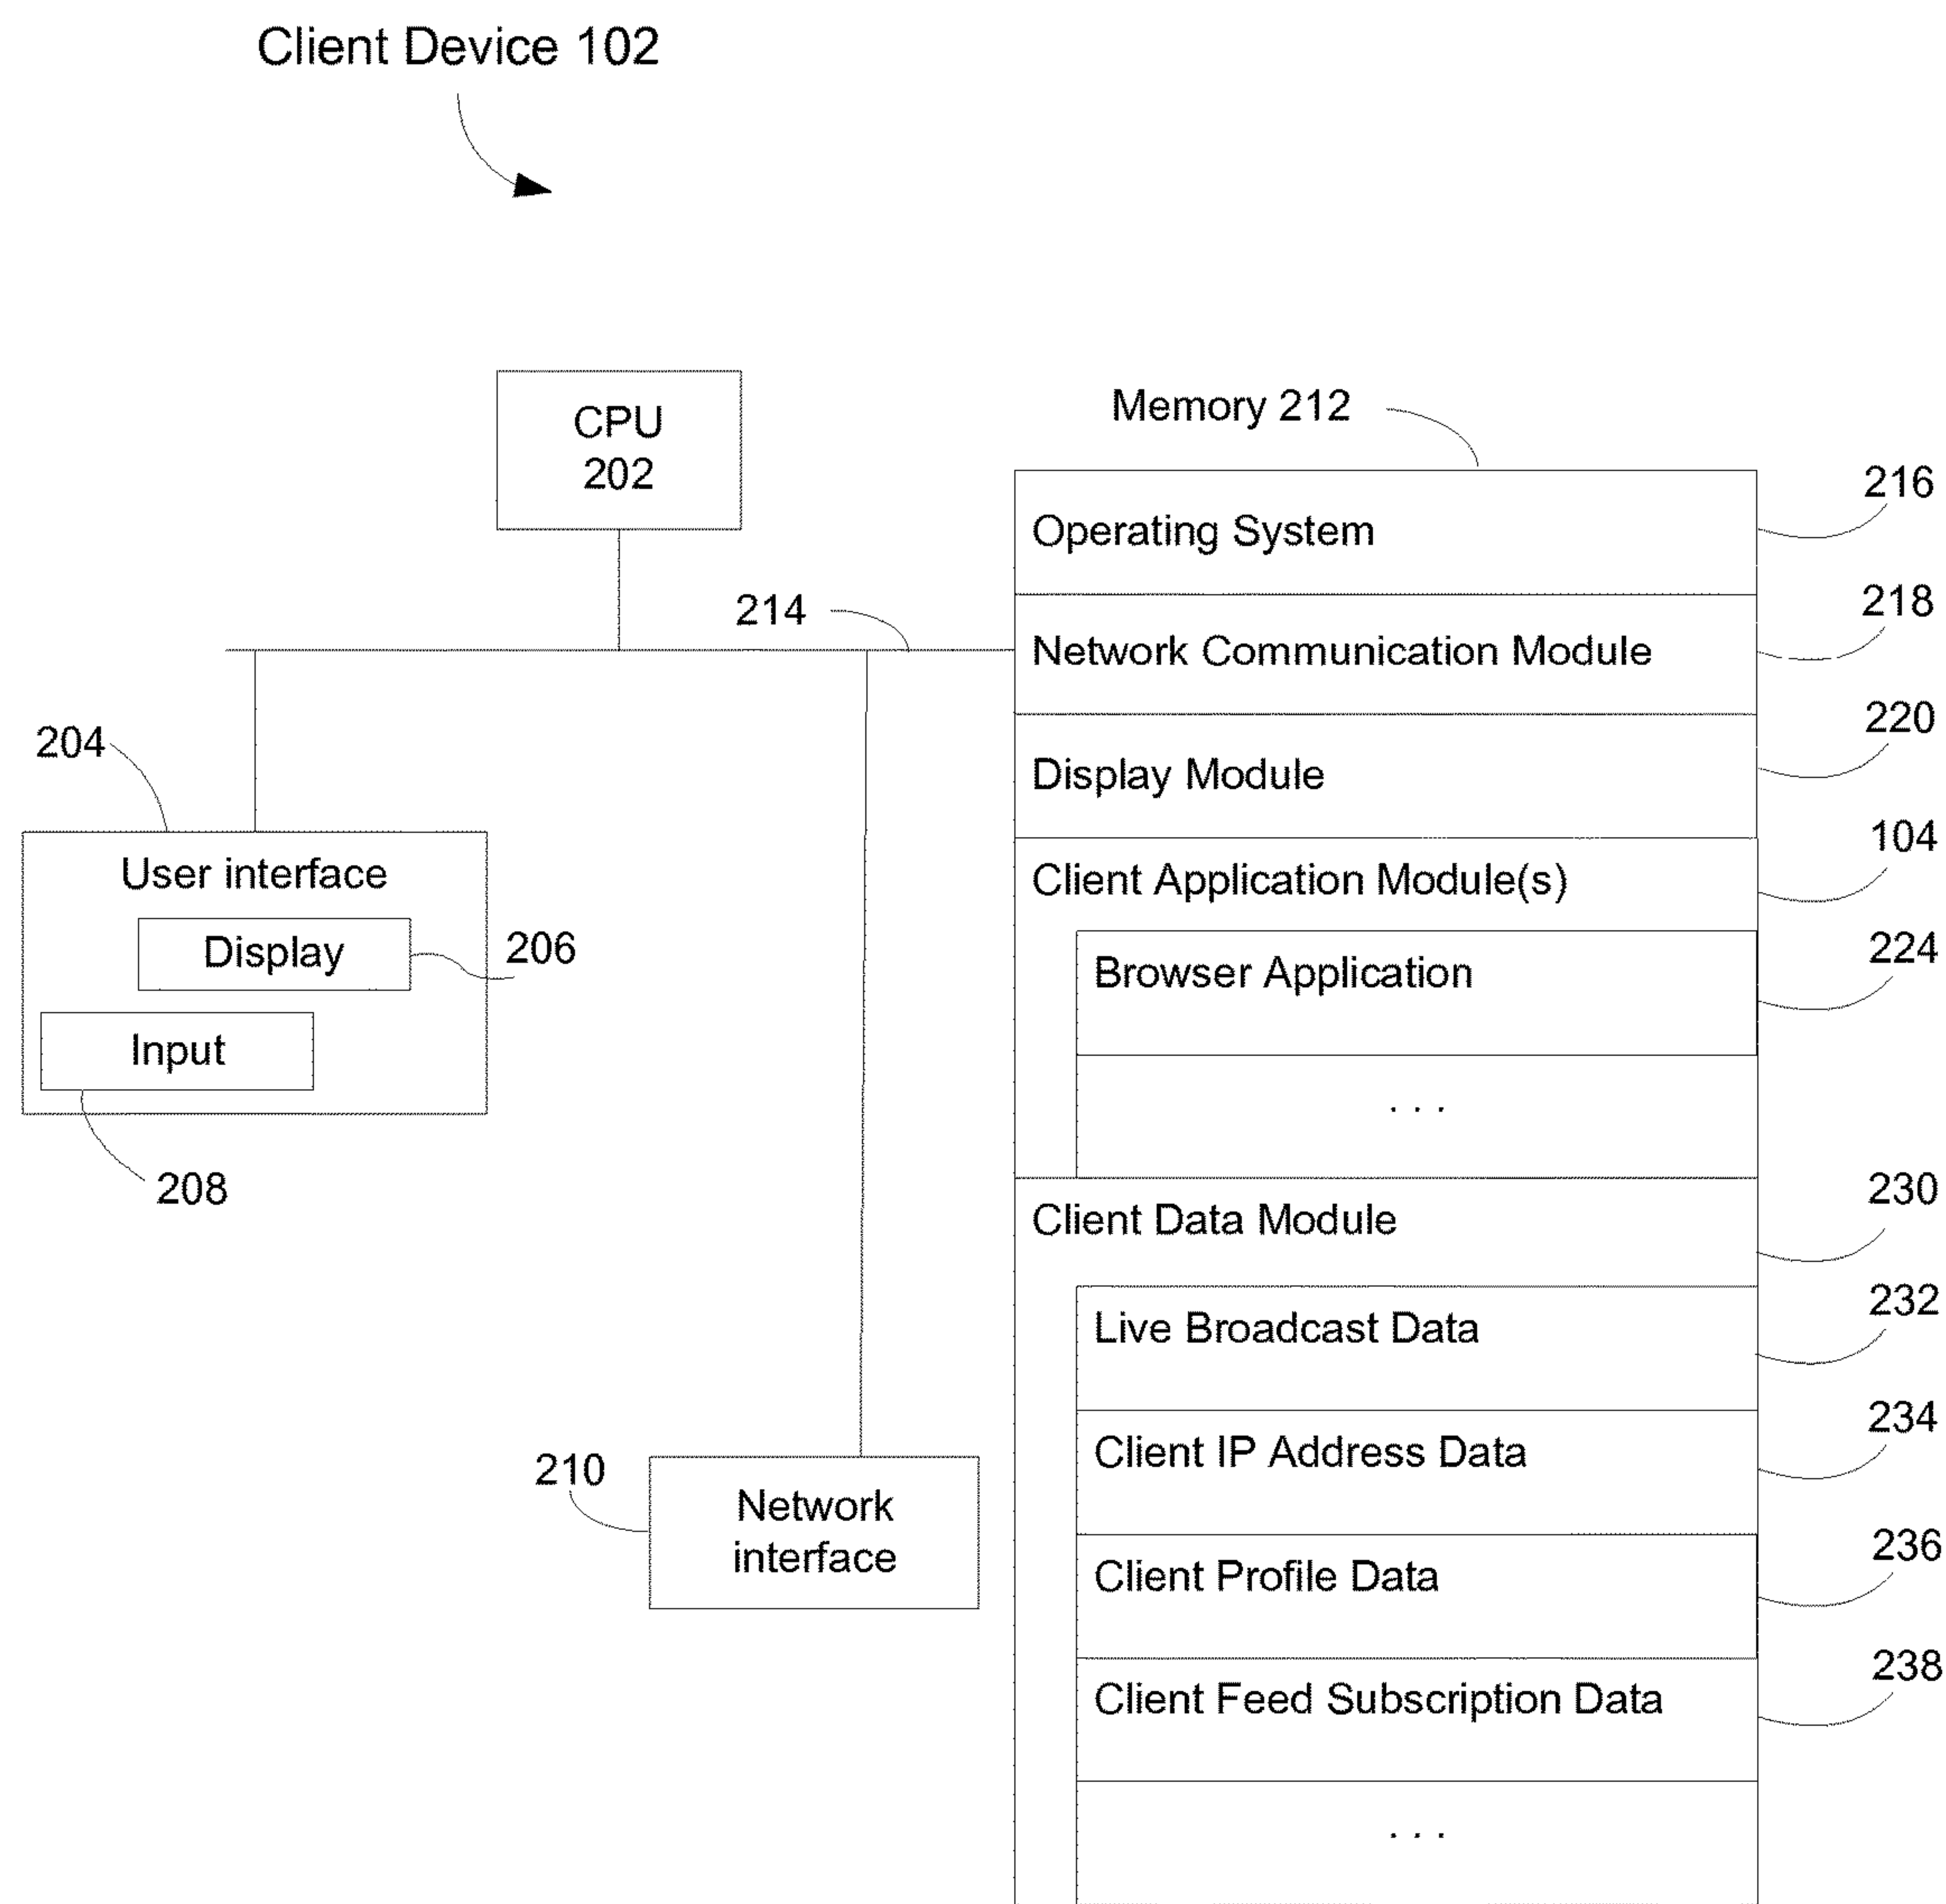 Client Device 102
CPU
202
Memory 212
216
Operating System
214
218
Network Communication Module
204
220
Display Module
User interface
104
Client Application Module(s)
Display
206
224
Browser Application
Input
. . .
208
230
Client Data Module
232
Live Broadcast Data
234
Client IP Address Data
210
Network
interface
236
Client Profile Data
238
Client Feed Subscription Data
. . .